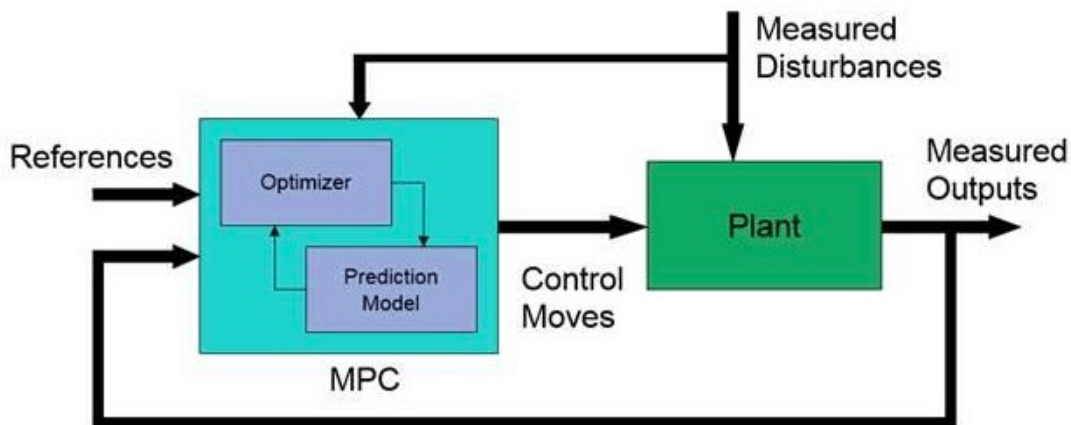 Measured
Disturbances
References
Optimizer
Prediction
Model
MPC
Control
Moves
Plant
Measured
Outputs